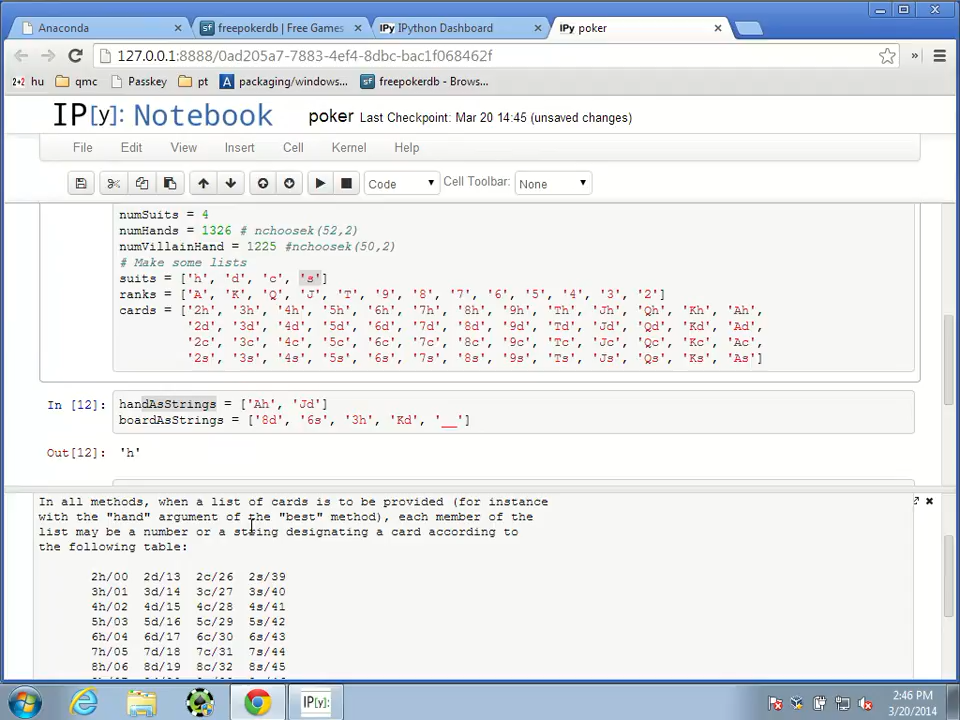 Anaconda
freepokerdb | Free Games
IPy IPython Dashboard
IPy poker
127.0.0.1:8888/0ad205a7-7883-4ef4-8dbc-bac1f068462f
2+2 hu
qmc
Passkey
pt
packaging/windows...
freepokerdb - Brows...
IP[y]: Notebook
poker Last Checkpoint: Mar 20 14:45 (unsaved changes)
File Edit View Insert Cell Kernel Help
Code Cell Toolbar: None
numSuits = 4
numHands = 1326 # nchoosek(52,2)
numVillainHand = 1225 #nchoosek(50,2)
# Make some lists
suits = ['h', 'd', 'c', 's']
ranks = ['A', 'K', 'Q', 'J', 'T', '9', '8', '7', '6', '5', '4', '3', '2']
cards = ['2h', '3h', '4h', '5h', '6h', '7h', '8h', '9h', 'Th', 'Jh', 'Qh', 'Kh', 'Ah',
'2d', '3d', '4d', '5d', '6d', '7d', '8d', '9d', 'Td', 'Jd', 'Qd', 'Kd', 'Ad',
'2c', '3c', '4c', '5c', '6c', '7c', '8c', '9c', 'Tc', 'Jc', 'Qc', 'Kc', 'Ac',
'2s', '3s', '4s', '5s', '6s', '7s', '8s', '9s', 'Ts', 'Js', 'Qs', 'Ks', 'As']
In [12]: handAsStrings = ['Ah', 'Jd']
boardAsStrings = ['8d', '6s', '3h', 'Kd', '__']
Out[12]: 'h'
In all methods, when a list of cards is to be provided (for instance
with the "hand" argument of the "best" method), each member of the
list may be a number or a string designating a card according to
the following table:
2h/00 2d/13 2c/26 2s/39
3h/01 3d/14 3c/27 3s/40
4h/02 4d/15 4c/28 4s/41
5h/03 5d/16 5c/29 5s/42
6h/04 6d/17 6c/30 6s/43
7h/05 7d/18 7c/31 7s/44
8h/06 8d/19 8c/32 8s/45
IP[y]:
2:46 PM
3/20/2014